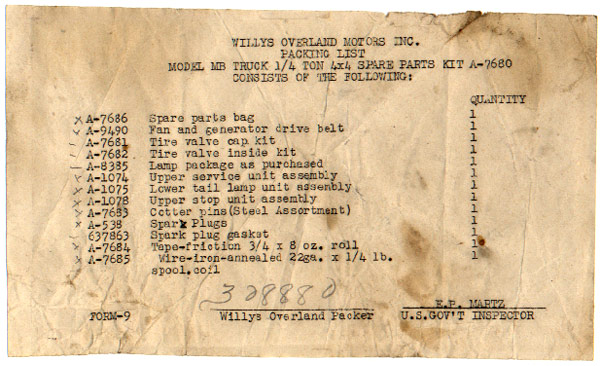 WILLYS OVERLAND MOTORS INC.
PACKING LIST
MODEL MB TRUCK 1/4 TON 4x4 SPARE PARTS KIT A-7680
CONSISTS OF THE FOLLOWING:
QUANTITY
x A-7686 Spare parts bag 1
x A-9490 Fan and generator drive belt 1
- A-7681 Tire valve cap kit 1
x A-7682 Tire valve inside kit 1
- A-8385 Lamp package as purchased 1
x A-1074 Upper service unit assembly 1
x A-1075 Lower tail lamp unit assembly 1
x A-1078 Upper stop unit assembly 1
x A-7683 Cotter pins(Steel Assortment) 1
x A-538 Spark Plugs 1
- 637863 Spark plug gasket 1
x A-7684 Tape-friction 3/4 x 8 oz. roll 1
x A-7685 Wire-iron-annealed 22ga. x 1/4 lb. 1
spool.coil
328880
E.P. MARTZ
FORM-9 Willys Overland Packer U.S.GOV'T INSPECTOR